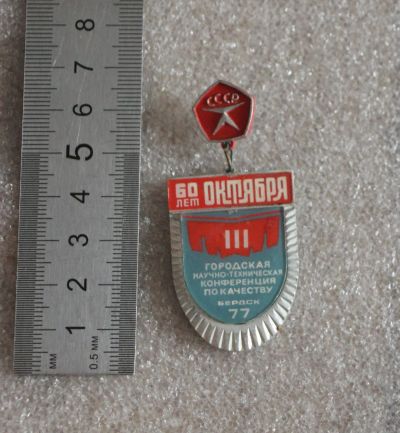 СССР
60 ЛЕТ ОКТЯБРЯ
III
ГОРОДСКАЯ
НАУЧНО-ТЕХНИЧЕСКАЯ
КОНФЕРЕНЦИЯ
ПО КАЧЕСТВУ
БЕРДСК
77
8
7
6
5
4
3
2
1
мм
0,5 мм